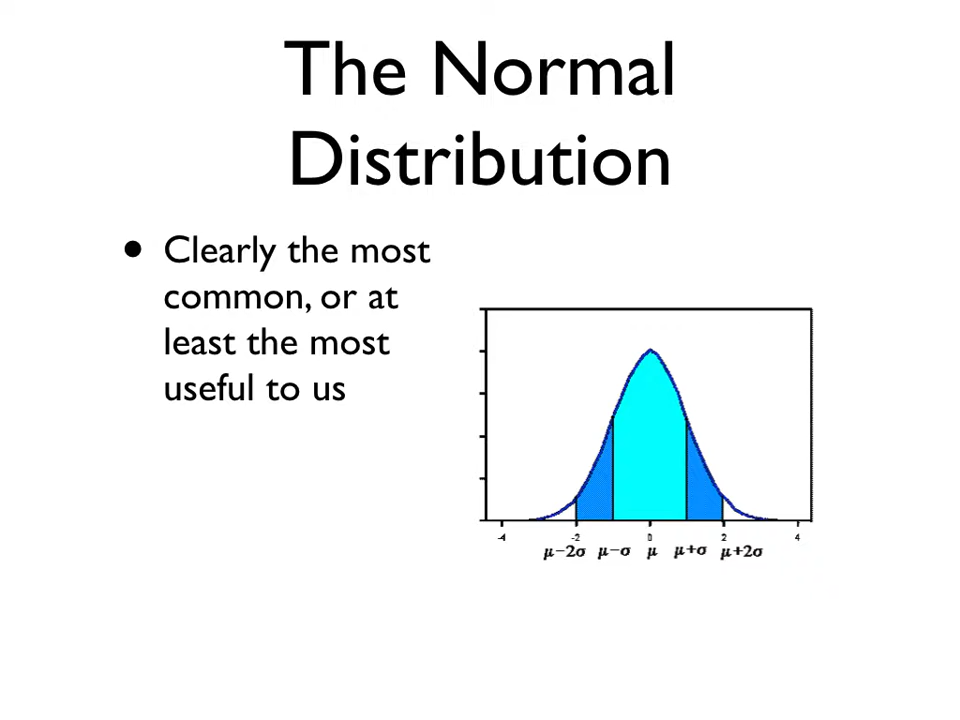 The Normal
Distribution
• Clearly the most
common, or at
least the most
useful to us
-4 -2 0 2 4
μ−2σ μ−σ μ μ+σ μ+2σ